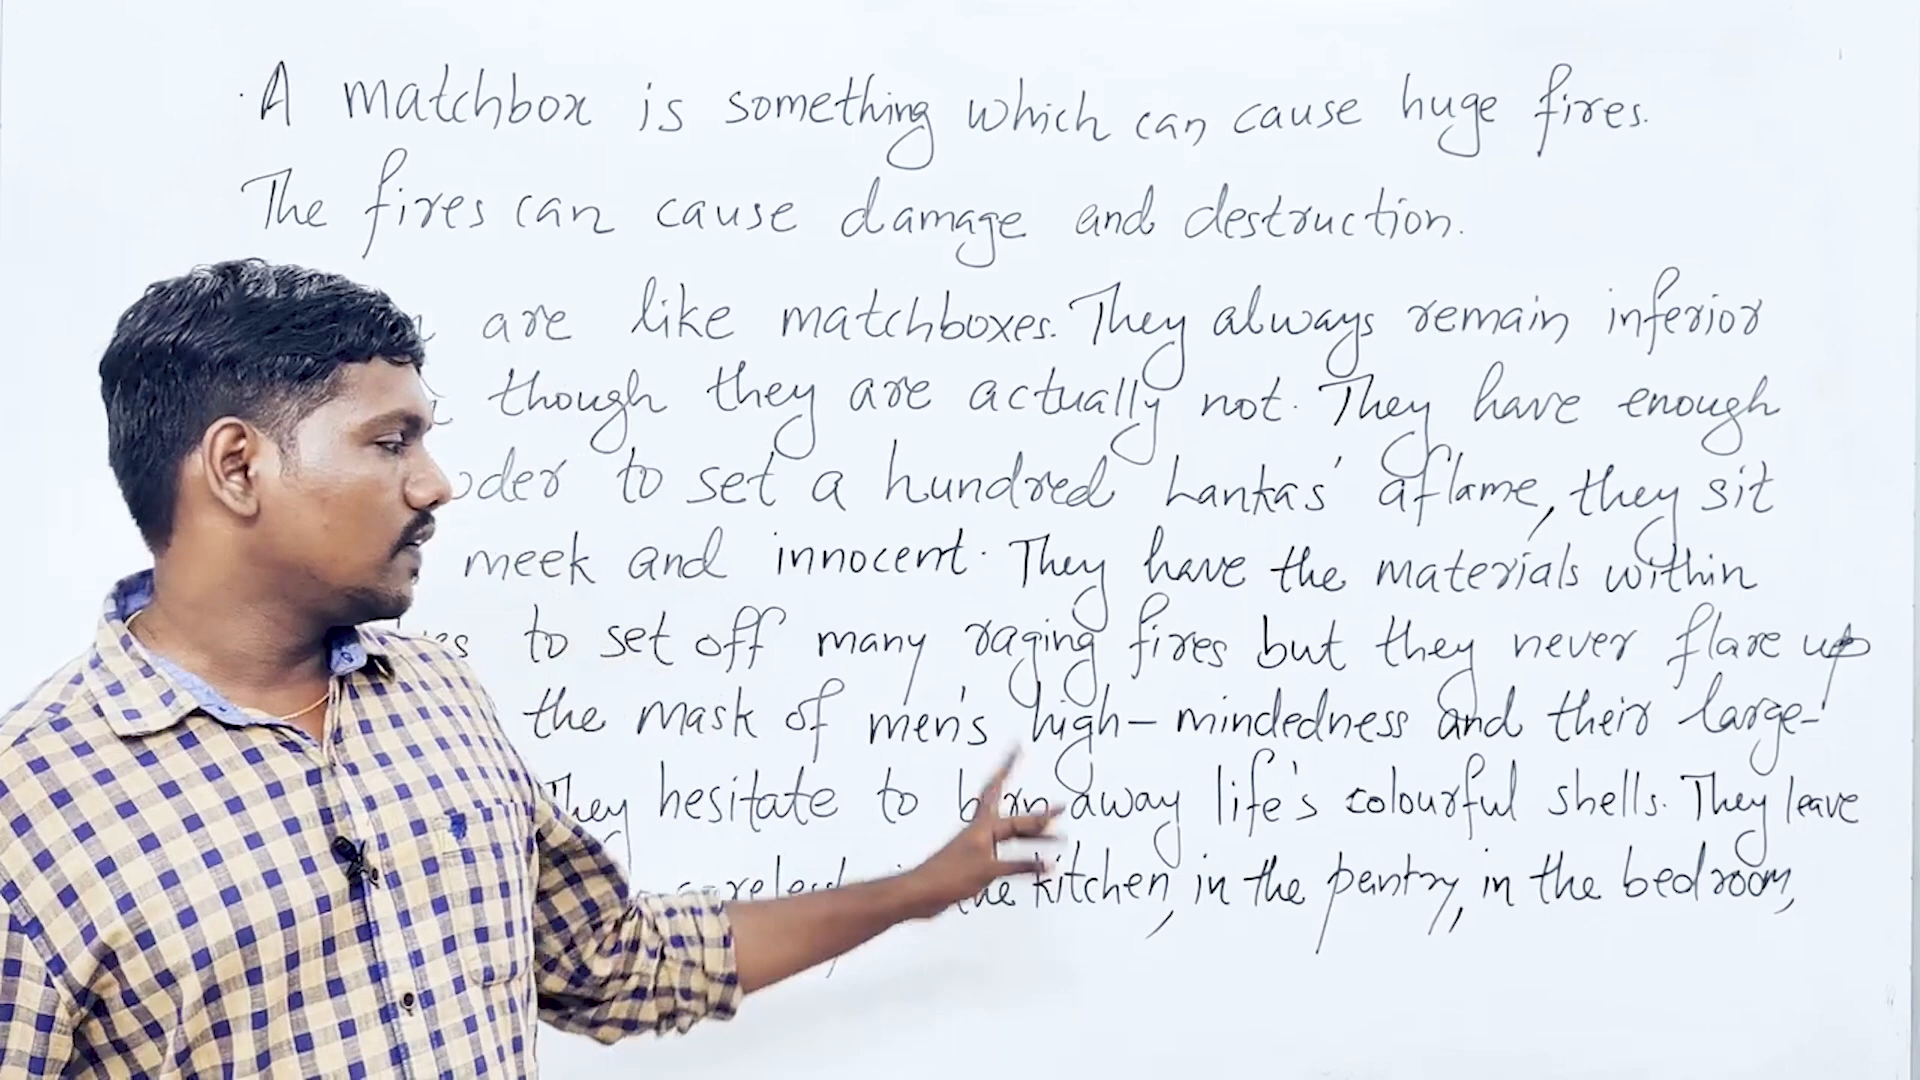 A matchbox is something which can cause huge fires.
The fires can cause damage and destruction.
are like matchboxes. They always remain inferior
though they are actually not. They have enough
to set a hundred Lankas' aflame, they sit
meek and innocent. They have the materials within
to set off many raging fires but they never flare up
the mask of men's high-mindedness and their large-
They hesitate to burn away life's colourful shells. They leave
the kitchen, in the pantry, in the bedroom,